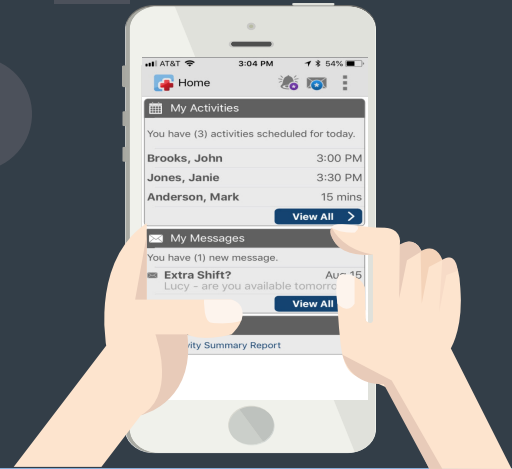 AT&T 3:04 PM 54%
Home
My Activities
You have (3) activities scheduled for today.
Brooks, John 3:00 PM
Jones, Janie 3:30 PM
Anderson, Mark 15 mins
View All
My Messages
You have (1) new message.
Extra Shift? Aug 15
Lucy - are you available
View All
Summary Report